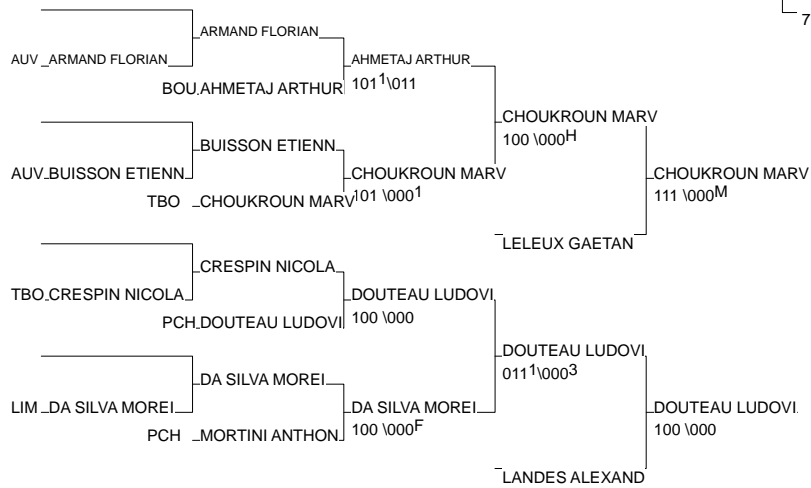 7
ARMAND FLORIAN
AUV ARMAND FLORIAN
AHMETAJ ARTHUR
BOU AHMETAJ ARTHUR
101¹\011
CHOUKROUN MARV
100 \000H
BUISSON ETIENN
AUV BUISSON ETIENN
CHOUKROUN MARV
CHOUKROUN MARV
TBO CHOUKROUN MARV
101 \000¹
111 \000M
LELEUX GAETAN
CRESPIN NICOLA
TBO CRESPIN NICOLA
DOUTEAU LUDOVI
PCH DOUTEAU LUDOVI
100 \000
DOUTEAU LUDOVI
011¹\000³
DA SILVA MOREI
LIM DA SILVA MOREI
DA SILVA MOREI
DOUTEAU LUDOVI
PCH MORTINI ANTHON
100 \000F
100 \000
LANDES ALEXAND